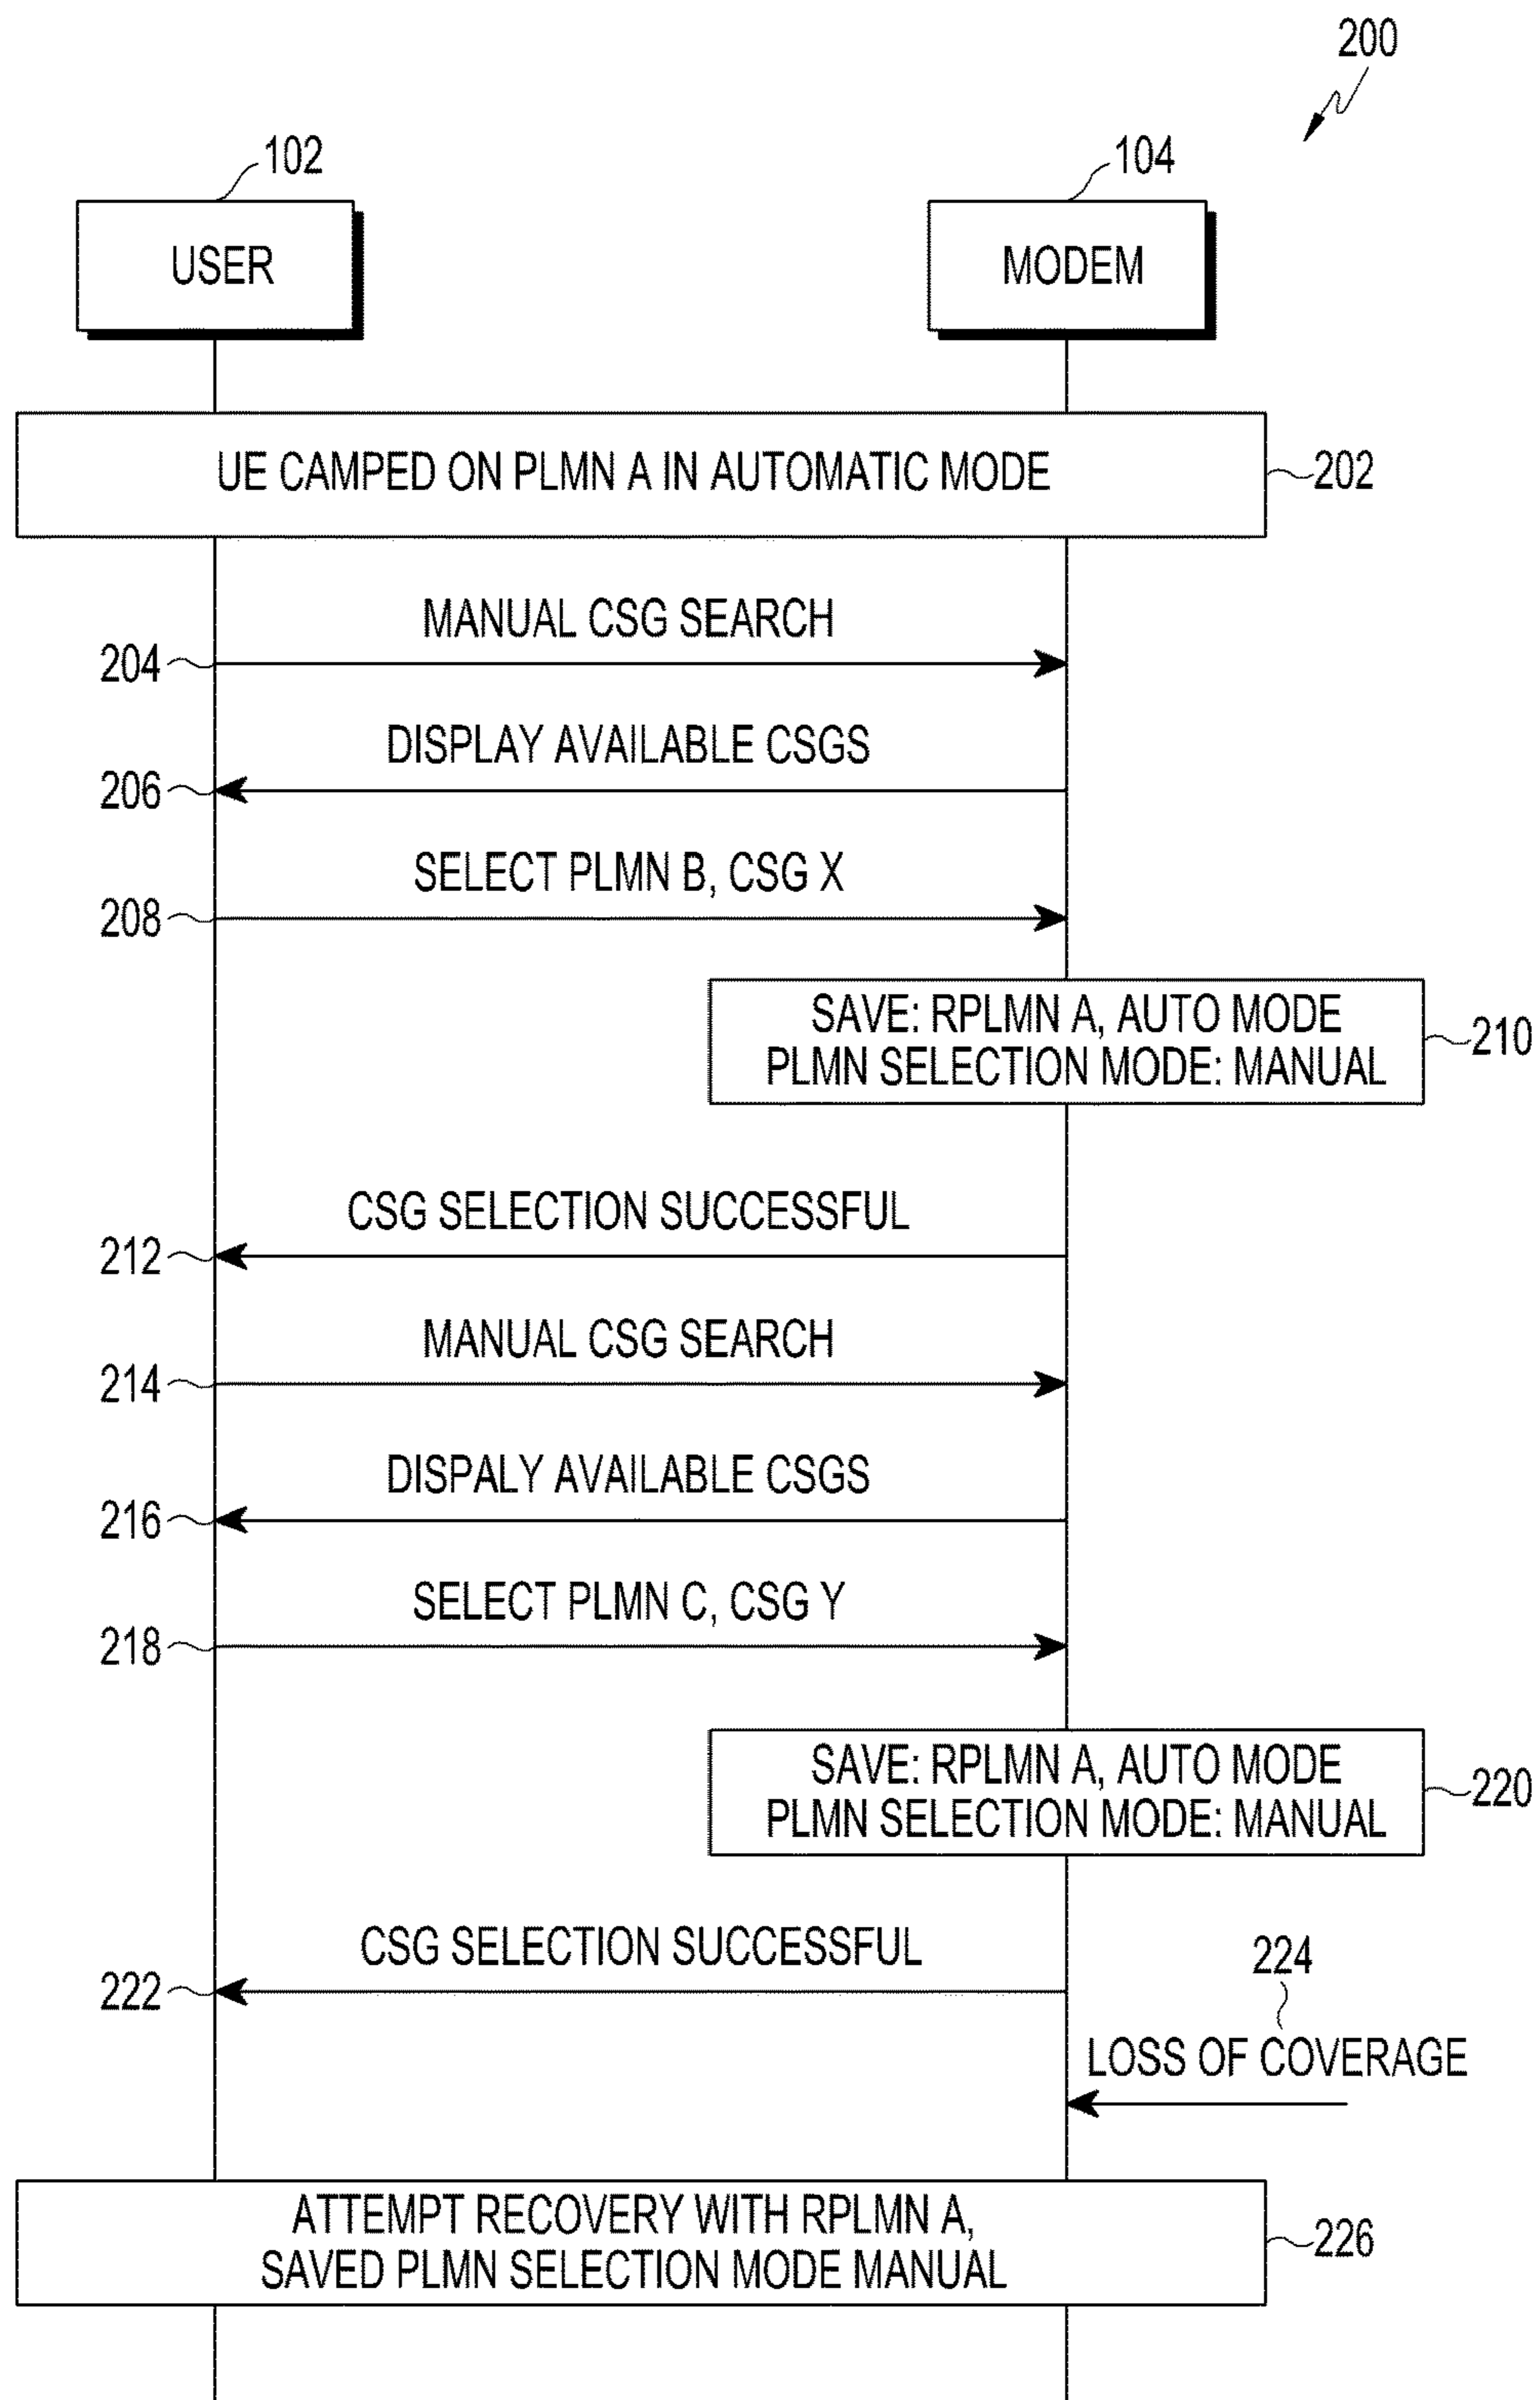 200
102
104
USER
MODEM
UE CAMPED ON PLMN A IN AUTOMATIC MODE
202
MANUAL CSG SEARCH
204
DISPLAY AVAILABLE CSGS
206
SELECT PLMN B, CSG X
208
SAVE: RPLMN A, AUTO MODE
PLMN SELECTION MODE: MANUAL
210
CSG SELECTION SUCCESSFUL
212
MANUAL CSG SEARCH
214
DISPALY AVAILABLE CSGS
216
SELECT PLMN C, CSG Y
218
SAVE: RPLMN A, AUTO MODE
PLMN SELECTION MODE: MANUAL
220
CSG SELECTION SUCCESSFUL
222
224
LOSS OF COVERAGE
ATTEMPT RECOVERY WITH RPLMN A,
SAVED PLMN SELECTION MODE MANUAL
226